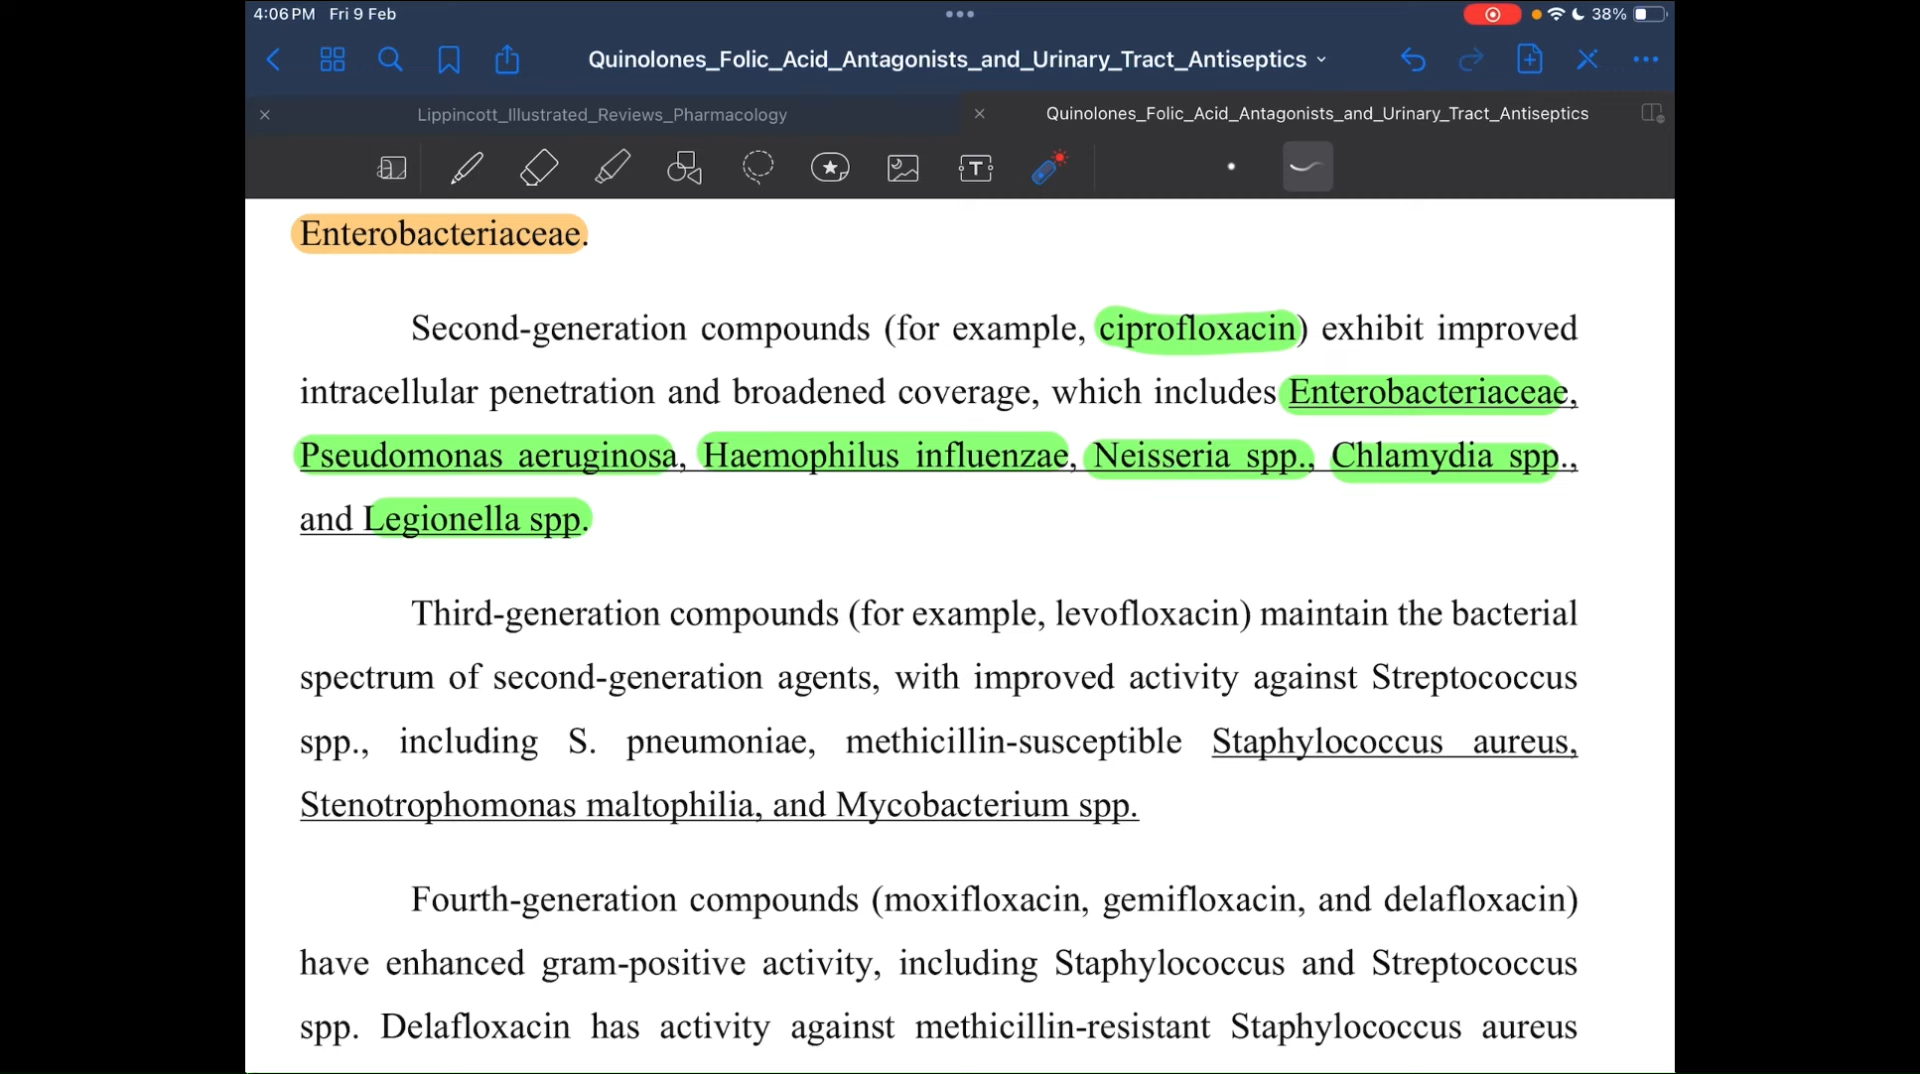 4:06 PM Fri 9 Feb
38%
Quinolones_Folic_Acid_Antagonists_and_Urinary_Tract_Antiseptics
Lippincott_Illustrated_Reviews_Pharmacology
Quinolones_Folic_Acid_Antagonists_and_Urinary_Tract_Antiseptics
Enterobacteriaceae.
Second-generation compounds (for example, ciprofloxacin) exhibit improved
intracellular penetration and broadened coverage, which includes Enterobacteriaceae,
Pseudomonas aeruginosa, Haemophilus influenzae, Neisseria spp., Chlamydia spp.,
and Legionella spp.
Third-generation compounds (for example, levofloxacin) maintain the bacterial
spectrum of second-generation agents, with improved activity against Streptococcus
spp., including S. pneumoniae, methicillin-susceptible Staphylococcus aureus,
Stenotrophomonas maltophilia, and Mycobacterium spp.
Fourth-generation compounds (moxifloxacin, gemifloxacin, and delafloxacin)
have enhanced gram-positive activity, including Staphylococcus and Streptococcus
spp. Delafloxacin has activity against methicillin-resistant Staphylococcus aureus